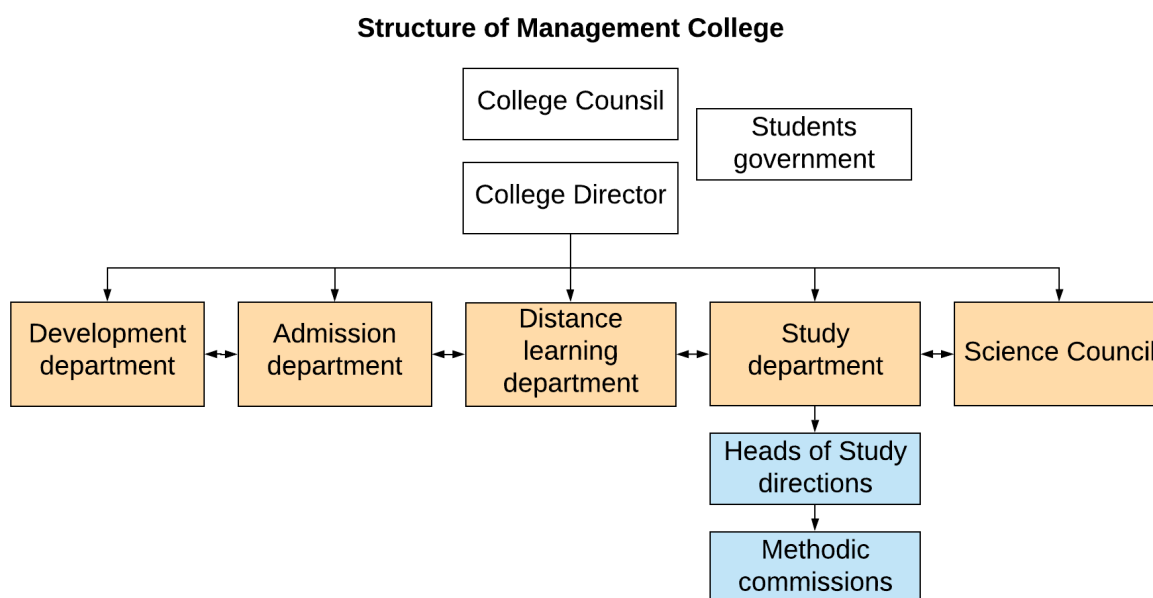 Structure of Management College
College Counsil
Students
government
College Director
Development
department
Admission
department
Distance
learning
department
Study
department
Science Council
Heads of Study
directions
Methodic
commissions